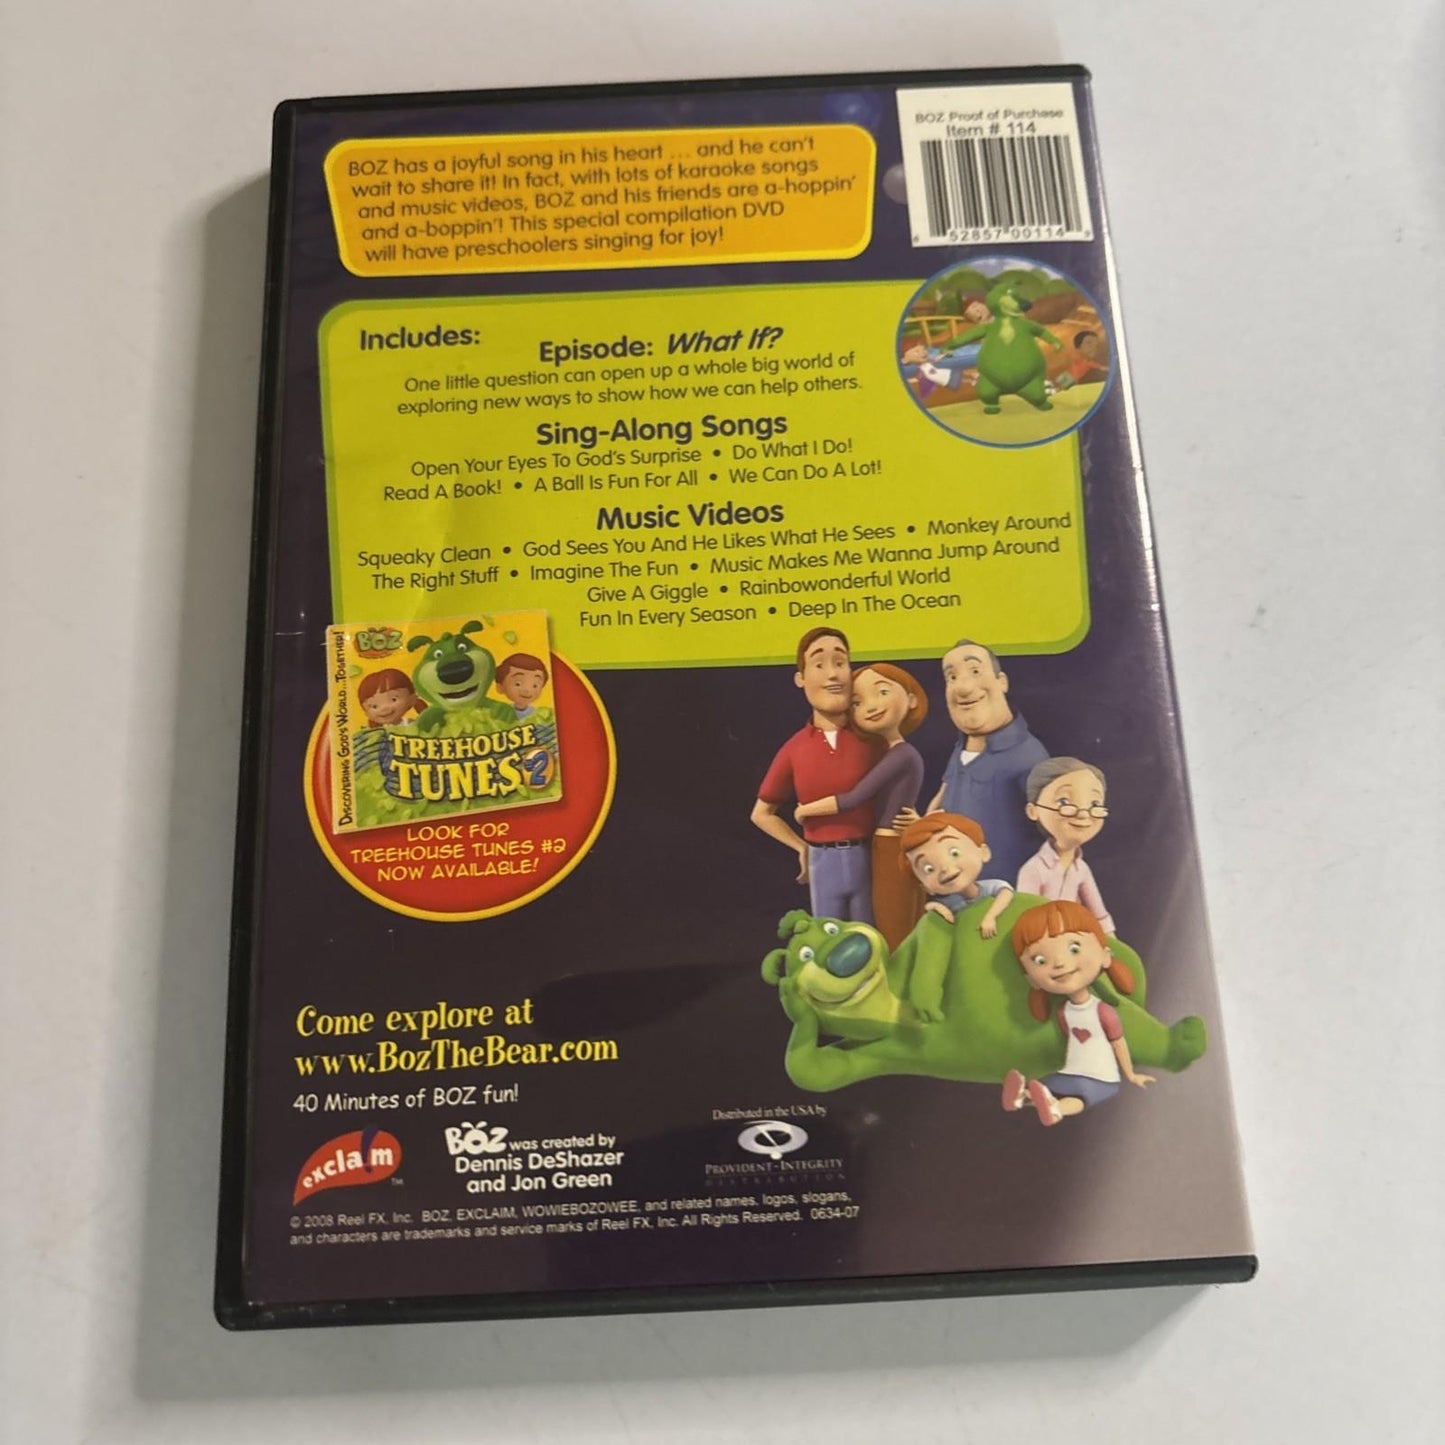 BOZ has a joyful song in his heart ... and he can't
wait to share it! In fact, with lots of karaoke songs
and music videos, BOZ and his friends are a-hoppin'
and a-boppin'! This special compilation DVD
will have preschoolers singing for joy!
BOZ Proof of Purchase
Item # 114
6 52857 00114 9
Includes:
Episode: What If?
One little question can open up a whole big world of
exploring new ways to show how we can help others.
Sing-Along Songs
Open Your Eyes To God's Surprise • Do What I Do!
Read A Book! • A Ball Is Fun For All • We Can Do A Lot!
Music Videos
Squeaky Clean • God Sees You And He Likes What He Sees • Monkey Around
The Right Stuff • Imagine The Fun • Music Makes Me Wanna Jump Around
Give A Giggle • Rainbowonderful World
Fun In Every Season • Deep In The Ocean
Discovering God's World...Together!
BOZ
TREEHOUSE
TUNES 2
LOOK FOR
TREEHOUSE TUNES #2
NOW AVAILABLE!
Come explore at
www.BozTheBear.com
40 Minutes of BOZ fun!
exclaim TM
BOZ was created by
Dennis DeShazer
and Jon Green
Distributed in the USA by
PROVIDENT-INTEGRITY
DISTRIBUTION
© 2008 Reel FX, Inc. BOZ, EXCLAIM, WOWIEBOZOWEE, and related names, logos, slogans,
and characters are trademarks and service marks of Reel FX, Inc. All Rights Reserved. 0634-07